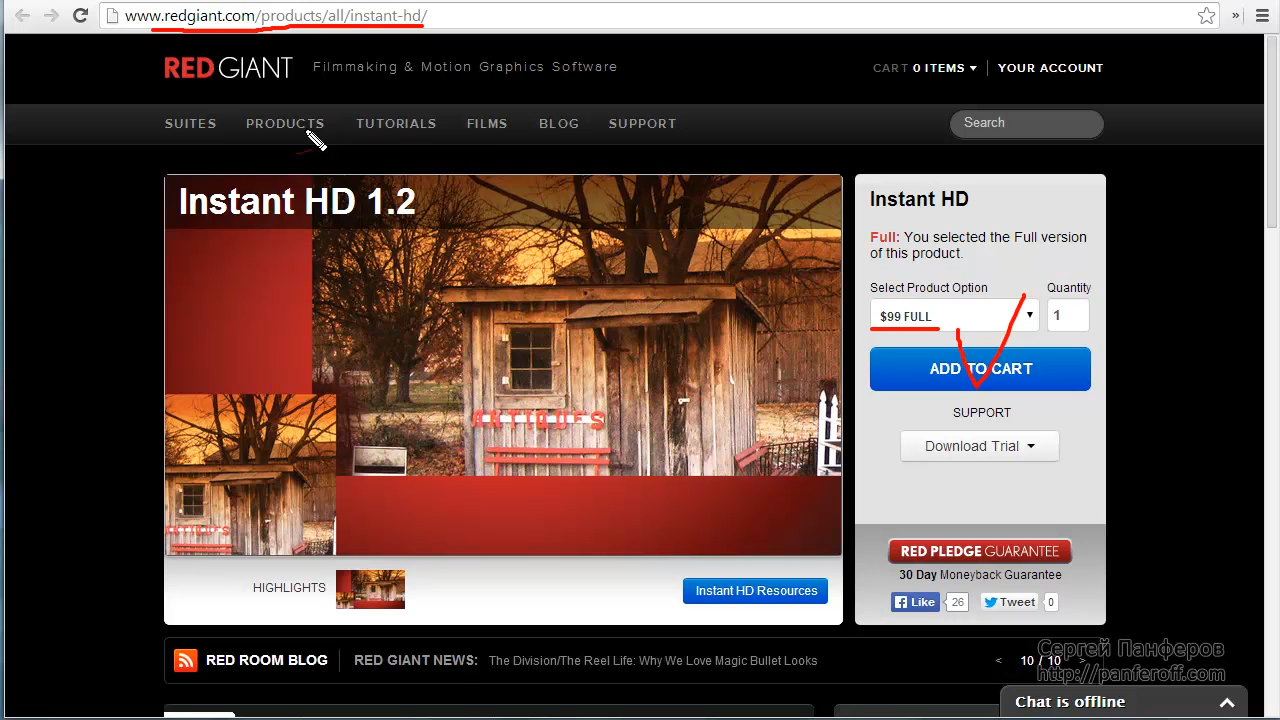 www.redgiant.com/products/all/instant-hd/
»
RED GIANT Filmmaking & Motion Graphics Software
CART 0 ITEMS YOUR ACCOUNT
SUITES PRODUCTS TUTORIALS FILMS BLOG SUPPORT
Search
Instant HD 1.2
ANTIQUES
Instant HD
Full: You selected the Full version
of this product.
Select Product Option Quantity
$99 FULL 1
ADD TO CART
SUPPORT
Download Trial
RED PLEDGE GUARANTEE
30 Day Moneyback Guarantee
Like 26 Tweet 0
HIGHLIGHTS
Instant HD Resources
RED ROOM BLOG RED GIANT NEWS: The Division/The Reel Life: Why We Love Magic Bullet Looks < 10 / 10 >
Сергей Панферов
http://panferoff.com
Chat is offline